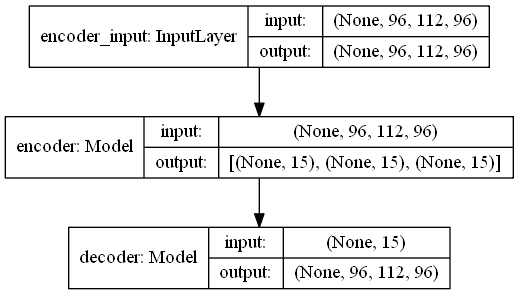 encoder_input: InputLayer
input: (None, 96, 112, 96)
output: (None, 96, 112, 96)
encoder: Model
input: (None, 96, 112, 96)
output: [(None, 15), (None, 15), (None, 15)]
decoder: Model
input: (None, 15)
output: (None, 96, 112, 96)